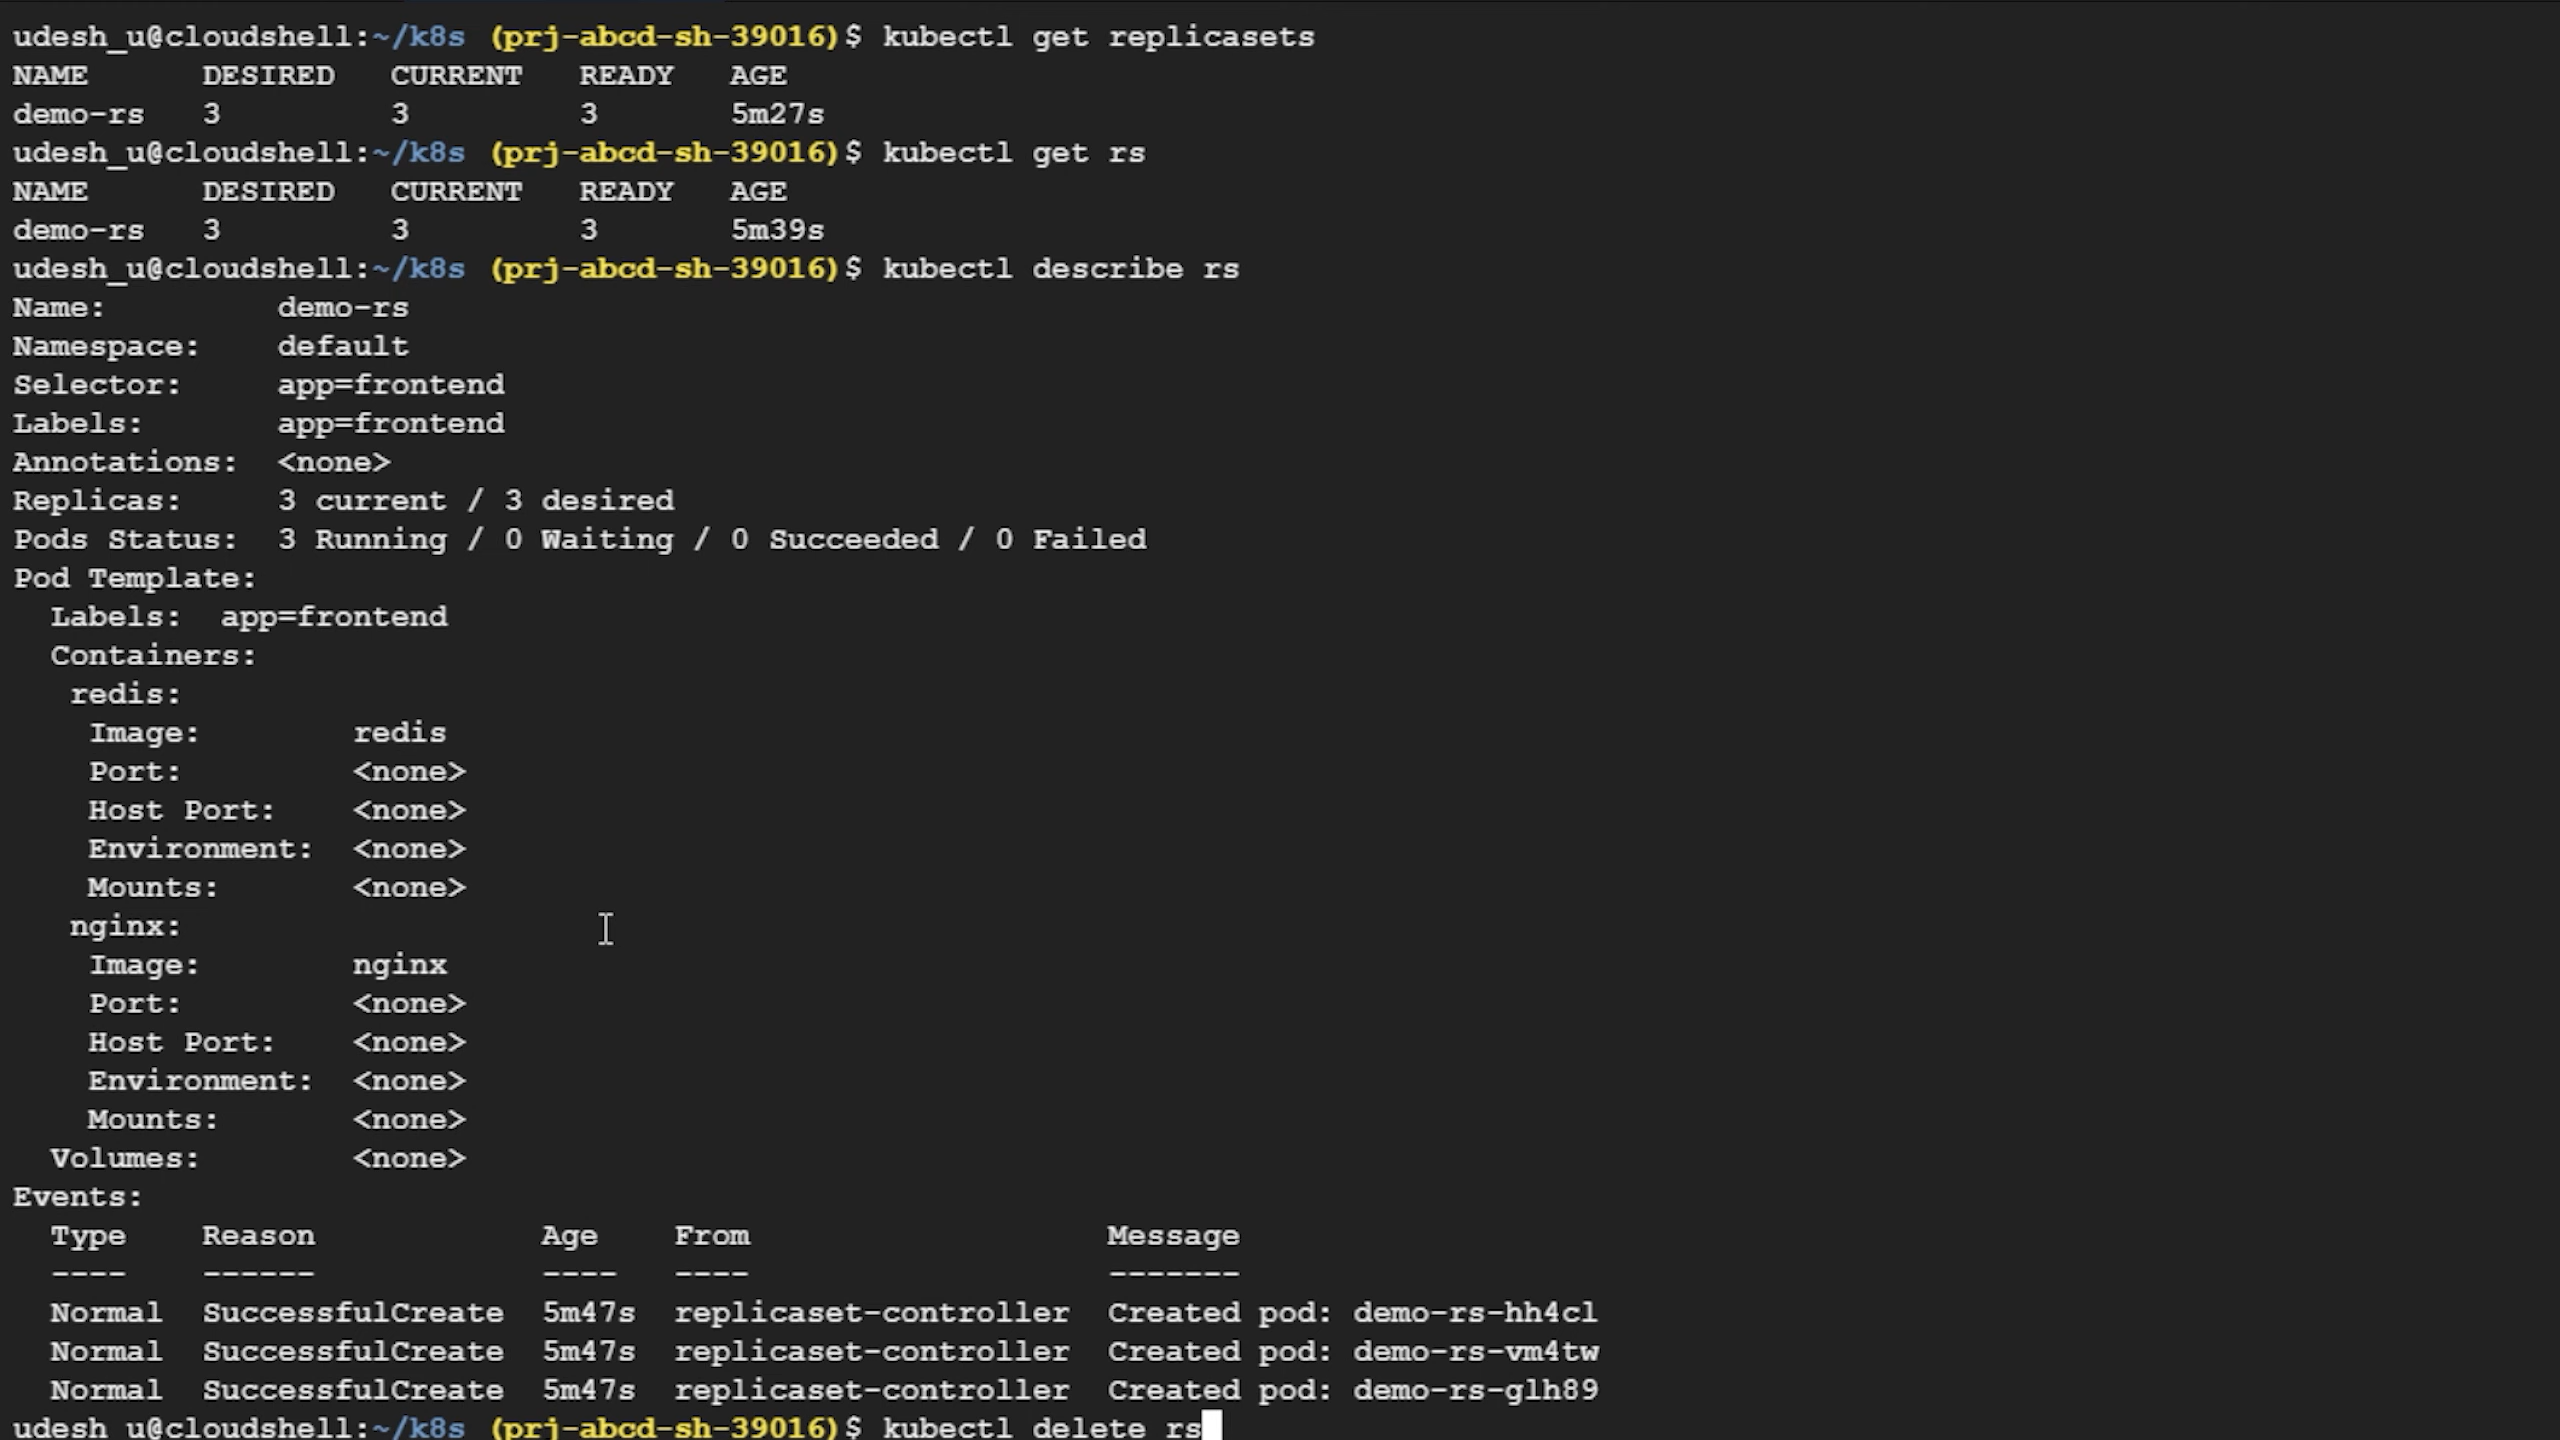 udesh_u@cloudshell:~/k8s (prj-abcd-sh-39016)$ kubectl get replicasets
NAME      DESIRED   CURRENT   READY   AGE
demo-rs   3         3         3       5m27s
udesh_u@cloudshell:~/k8s (prj-abcd-sh-39016)$ kubectl get rs
NAME      DESIRED   CURRENT   READY   AGE
demo-rs   3         3         3       5m39s
udesh_u@cloudshell:~/k8s (prj-abcd-sh-39016)$ kubectl describe rs
Name:         demo-rs
Namespace:    default
Selector:     app=frontend
Labels:       app=frontend
Annotations:  <none>
Replicas:     3 current / 3 desired
Pods Status:  3 Running / 0 Waiting / 0 Succeeded / 0 Failed
Pod Template:
  Labels:  app=frontend
  Containers:
   redis:
    Image:        redis
    Port:         <none>
    Host Port:    <none>
    Environment:  <none>
    Mounts:       <none>
   nginx:
    Image:        nginx
    Port:         <none>
    Host Port:    <none>
    Environment:  <none>
    Mounts:       <none>
  Volumes:        <none>
Events:
  Type    Reason            Age    From                   Message
  ----    ------            ----   ----                   -------
  Normal  SuccessfulCreate  5m47s  replicaset-controller  Created pod: demo-rs-hh4cl
  Normal  SuccessfulCreate  5m47s  replicaset-controller  Created pod: demo-rs-vm4tw
  Normal  SuccessfulCreate  5m47s  replicaset-controller  Created pod: demo-rs-glh89
udesh_u@cloudshell:~/k8s (prj-abcd-sh-39016)$ kubectl delete rs